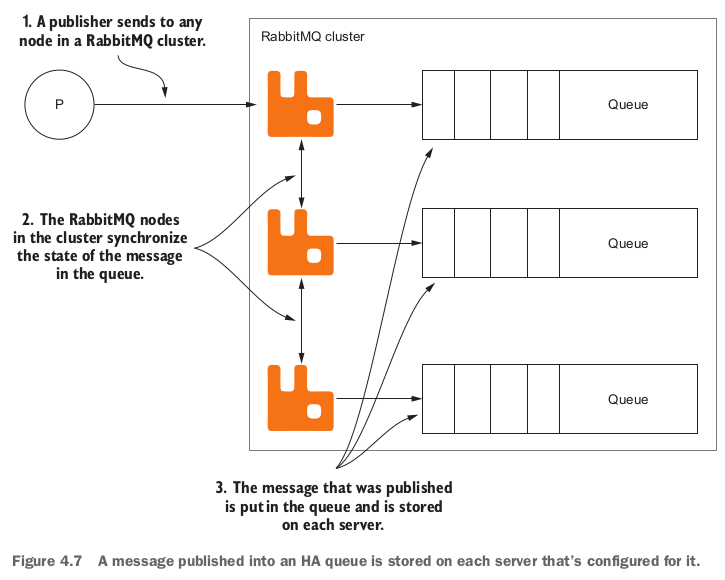 1. A publisher sends to any
node in a RabbitMQ cluster.
RabbitMQ cluster
P
Queue
2. The RabbitMQ nodes
in the cluster synchronize
the state of the message
in the queue.
Queue
Queue
3. The message that was published
is put in the queue and is stored
on each server.
Figure 4.7 A message published into an HA queue is stored on each server that's configured for it.